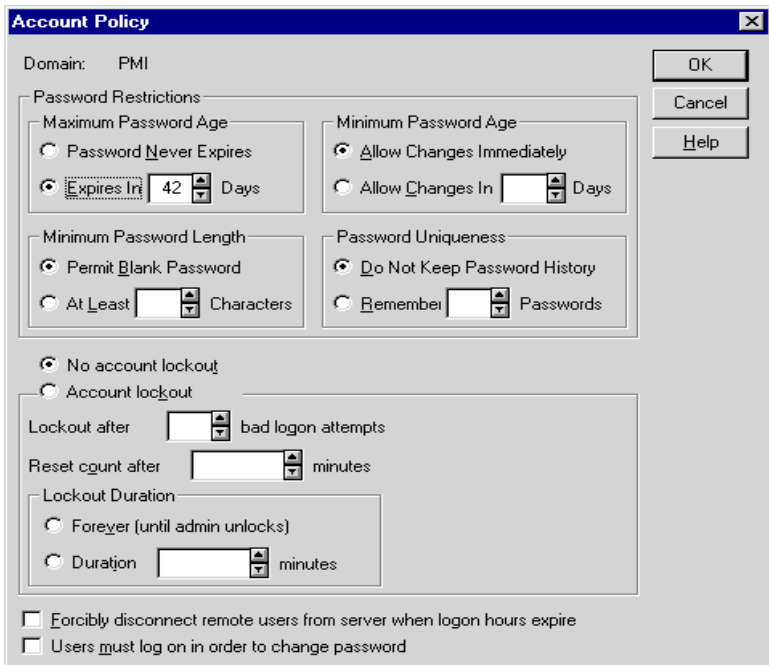 Account Policy
Domain: PMI
OK
Cancel
Help
Password Restrictions
Maximum Password Age
Password Never Expires
Expires In 42 Days
Minimum Password Age
Allow Changes Immediately
Allow Changes In Days
Minimum Password Length
Permit Blank Password
At Least Characters
Password Uniqueness
Do Not Keep Password History
Remember Passwords
No account lockout
Account lockout
Lockout after bad logon attempts
Reset count after minutes
Lockout Duration
Forever (until admin unlocks)
Duration minutes
Forcibly disconnect remote users from server when logon hours expire
Users must log on in order to change password